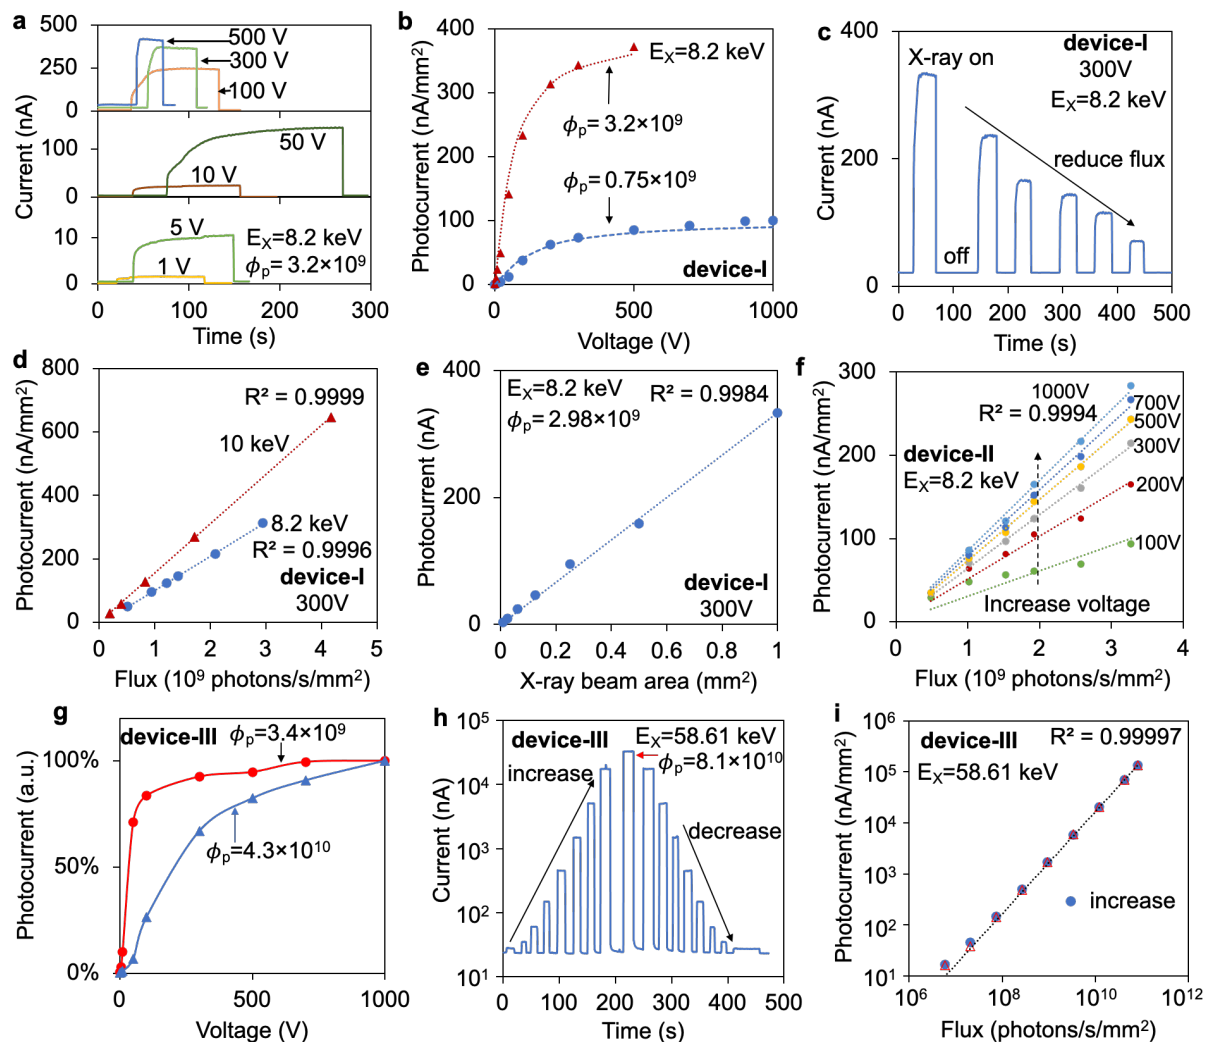 a
500
250
0
100
0
10
0
0
100
200
300
Current (nA)
Time (s)
500 V
300 V
100 V
50 V
10 V
5 V
1 V
Eₓ=8.2 keV
ϕₚ= 3.2×10⁹
b
400
300
200
100
0
0
500
1000
Photocurrent (nA/mm²)
Voltage (V)
Eₓ=8.2 keV
ϕₚ= 3.2×10⁹
ϕₚ= 0.75×10⁹
device-I
c
400
200
0
0
100
200
300
400
500
Current (nA)
Time (s)
X-ray on
device-I
300V
Eₓ=8.2 keV
reduce flux
off
d
800
600
400
200
0
0
1
2
3
4
5
Photocurrent (nA/mm²)
Flux (10⁹ photons/s/mm²)
R² = 0.9999
10 keV
8.2 keV
R² = 0.9996
device-I
300V
e
400
200
0
0
0.2
0.4
0.6
0.8
1
Photocurrent (nA)
X-ray beam area (mm²)
Eₓ=8.2 keV
ϕₚ= 2.98×10⁹
R² = 0.9984
device-I
300V
f
300
200
100
0
0
1
2
3
4
Photocurrent (nA/mm²)
Flux (10⁹ photons/s/mm²)
1000V
R² = 0.9994
700V
500V
300V
200V
100V
device-II
Eₓ=8.2 keV
Increase voltage
g
100%
50%
0%
0
500
1000
Photocurrent (a.u.)
Voltage (V)
device-III
ϕₚ=3.4×10⁹
ϕₚ=4.3×10¹⁰
h
10⁵
10⁴
10³
10²
10¹
0
100
200
300
400
500
Current (nA)
Time (s)
device-III
Eₓ=58.61 keV
ϕₚ=8.1×10¹⁰
increase
decrease
i
10⁶
10⁵
10⁴
10³
10²
10¹
10⁶
10⁸
10¹⁰
10¹²
Photocurrent (nA/mm²)
Flux (photons/s/mm²)
device-III
R² = 0.99997
Eₓ=58.61 keV
increase